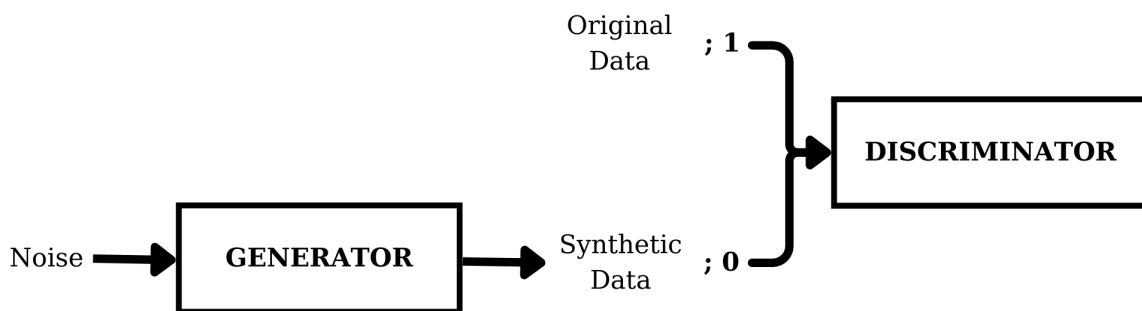 Original
Data
; 1
DISCRIMINATOR
Noise
GENERATOR
Synthetic
Data
; 0